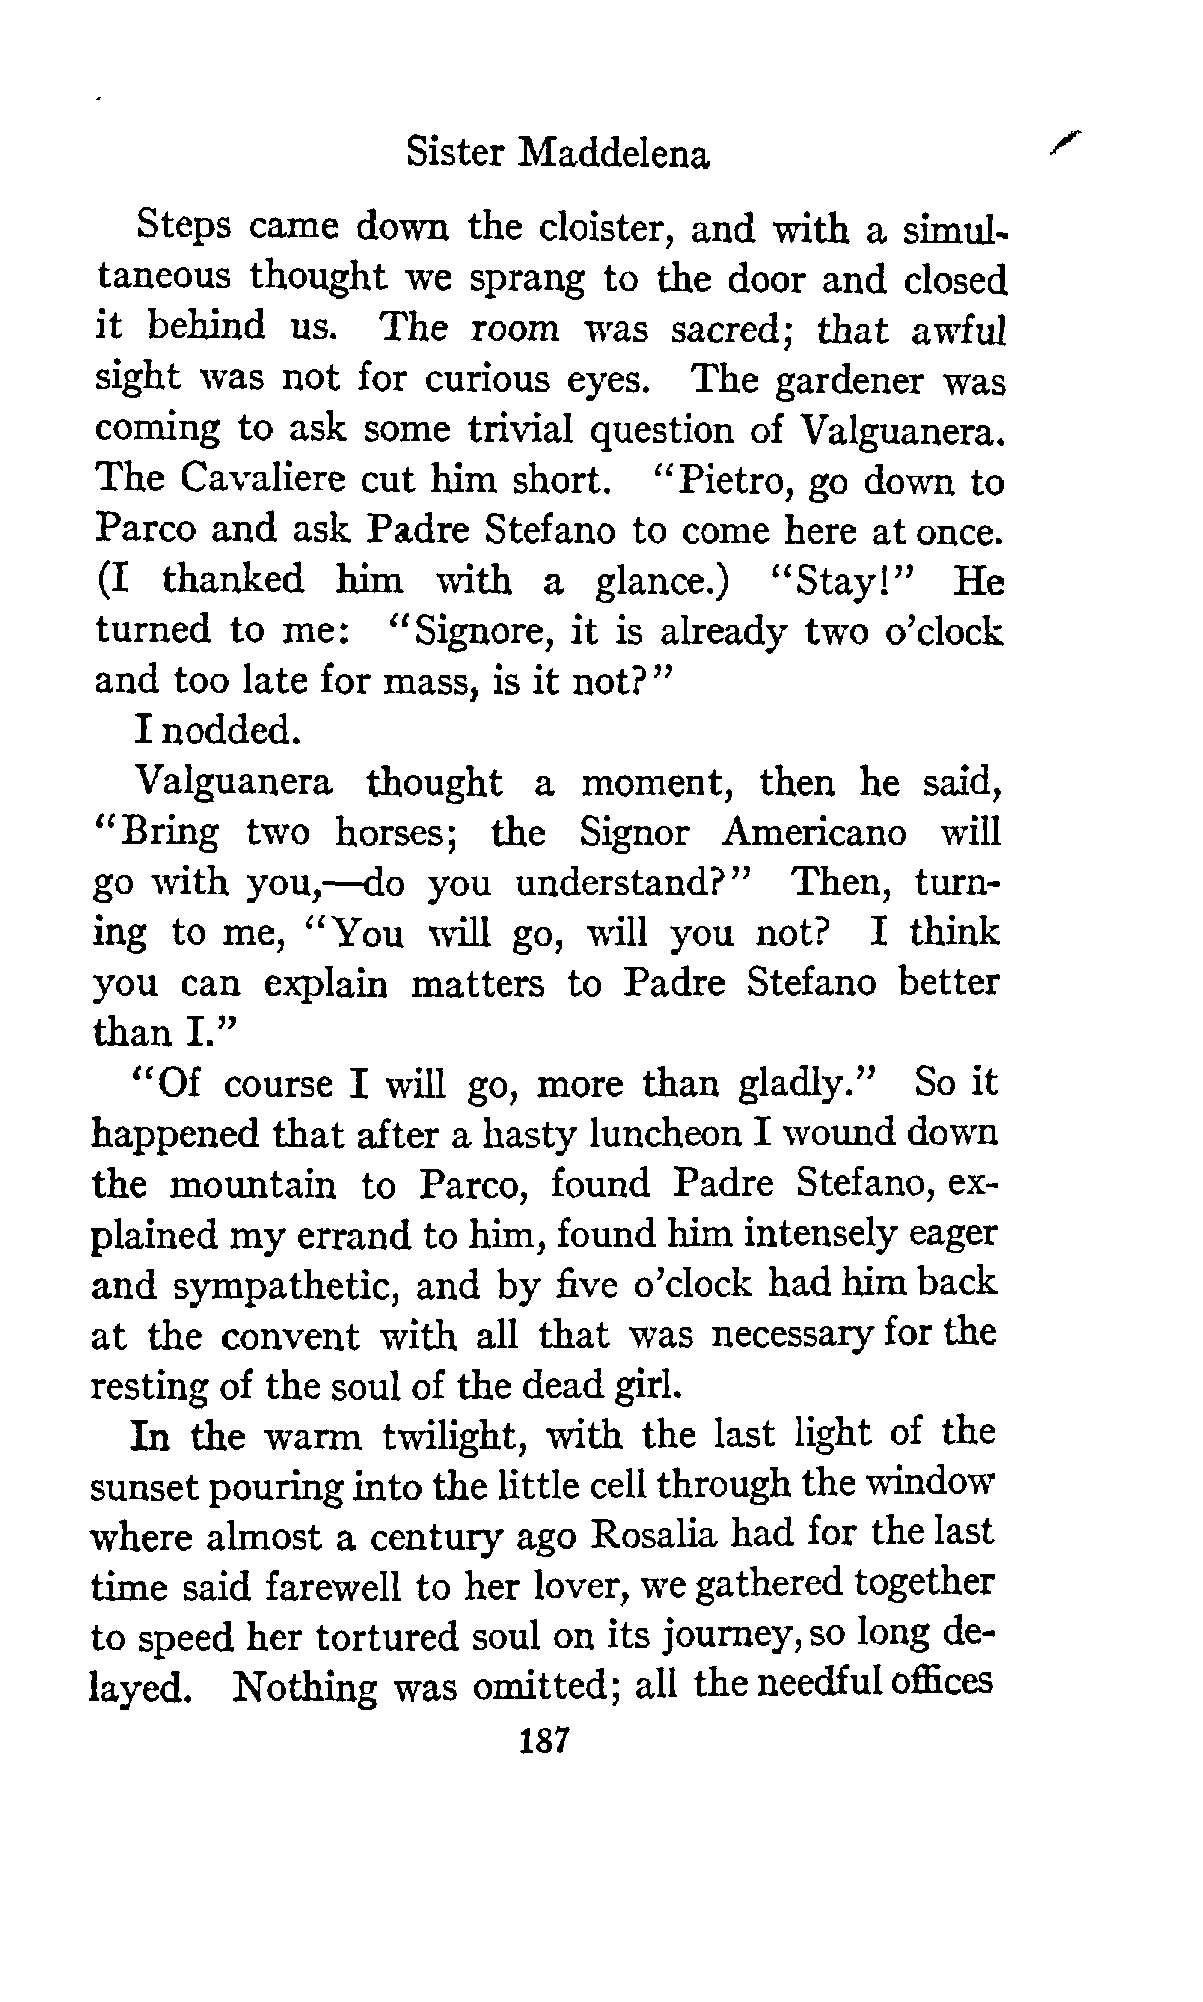 Sister Maddelena
Steps came down the cloister, and with a simul-
taneous thought we sprang to the door and closed
it behind us. The room was sacred; that awful
sight was not for curious eyes. The gardener was
coming to ask some trivial question of Valguanera.
The Cavaliere cut him short. "Pietro, go down to
Parco and ask Padre Stefano to come here at once.
(I thanked him with a glance.) "Stay!" He
turned to me: "Signore, it is already two o'clock
and too late for mass, is it not?"
I nodded.
Valguanera thought a moment, then he said,
"Bring two horses; the Signor Americano will
go with you,—do you understand?" Then, turn-
ing to me, "You will go, will you not? I think
you can explain matters to Padre Stefano better
than I."
"Of course I will go, more than gladly." So it
happened that after a hasty luncheon I wound down
the mountain to Parco, found Padre Stefano, ex-
plained my errand to him, found him intensely eager
and sympathetic, and by five o'clock had him back
at the convent with all that was necessary for the
resting of the soul of the dead girl.
In the warm twilight, with the last light of the
sunset pouring into the little cell through the window
where almost a century ago Rosalia had for the last
time said farewell to her lover, we gathered together
to speed her tortured soul on its journey, so long de-
layed. Nothing was omitted; all the needful offices
187